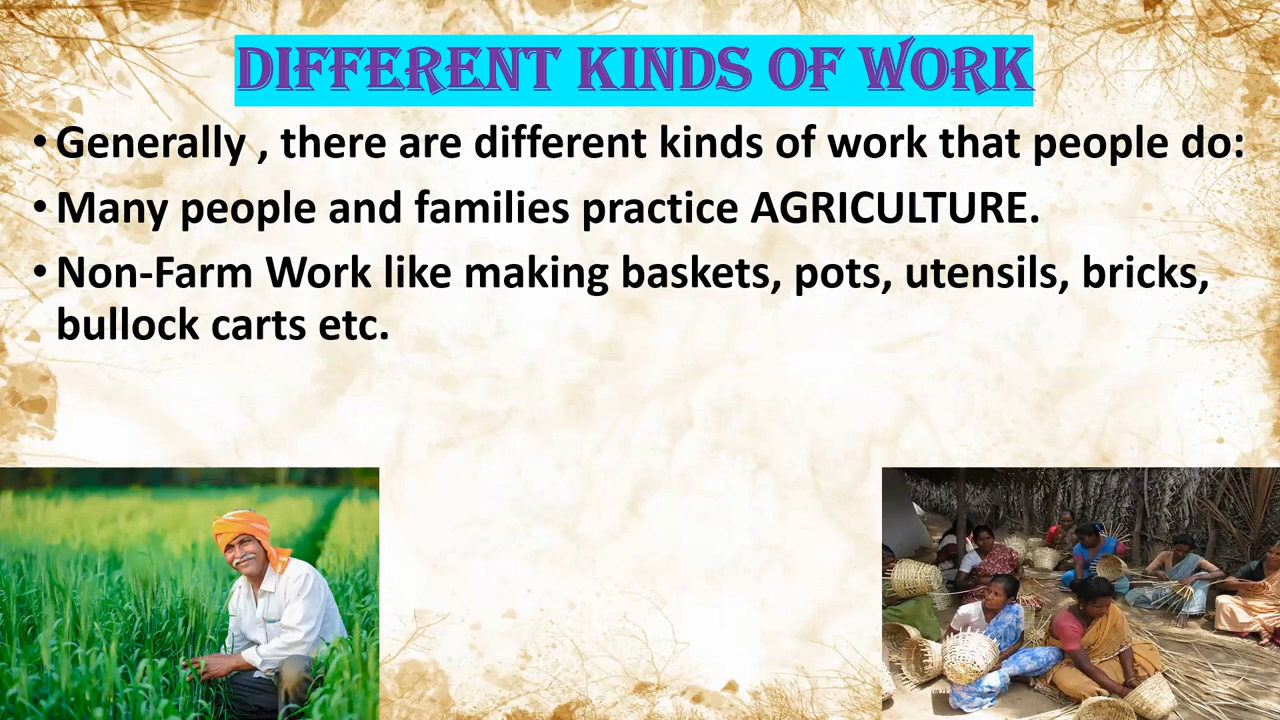 DIFFERENT KINDS OF WORK
• Generally , there are different kinds of work that people do:
• Many people and families practice AGRICULTURE.
• Non-Farm Work like making baskets, pots, utensils, bricks,
bullock carts etc.